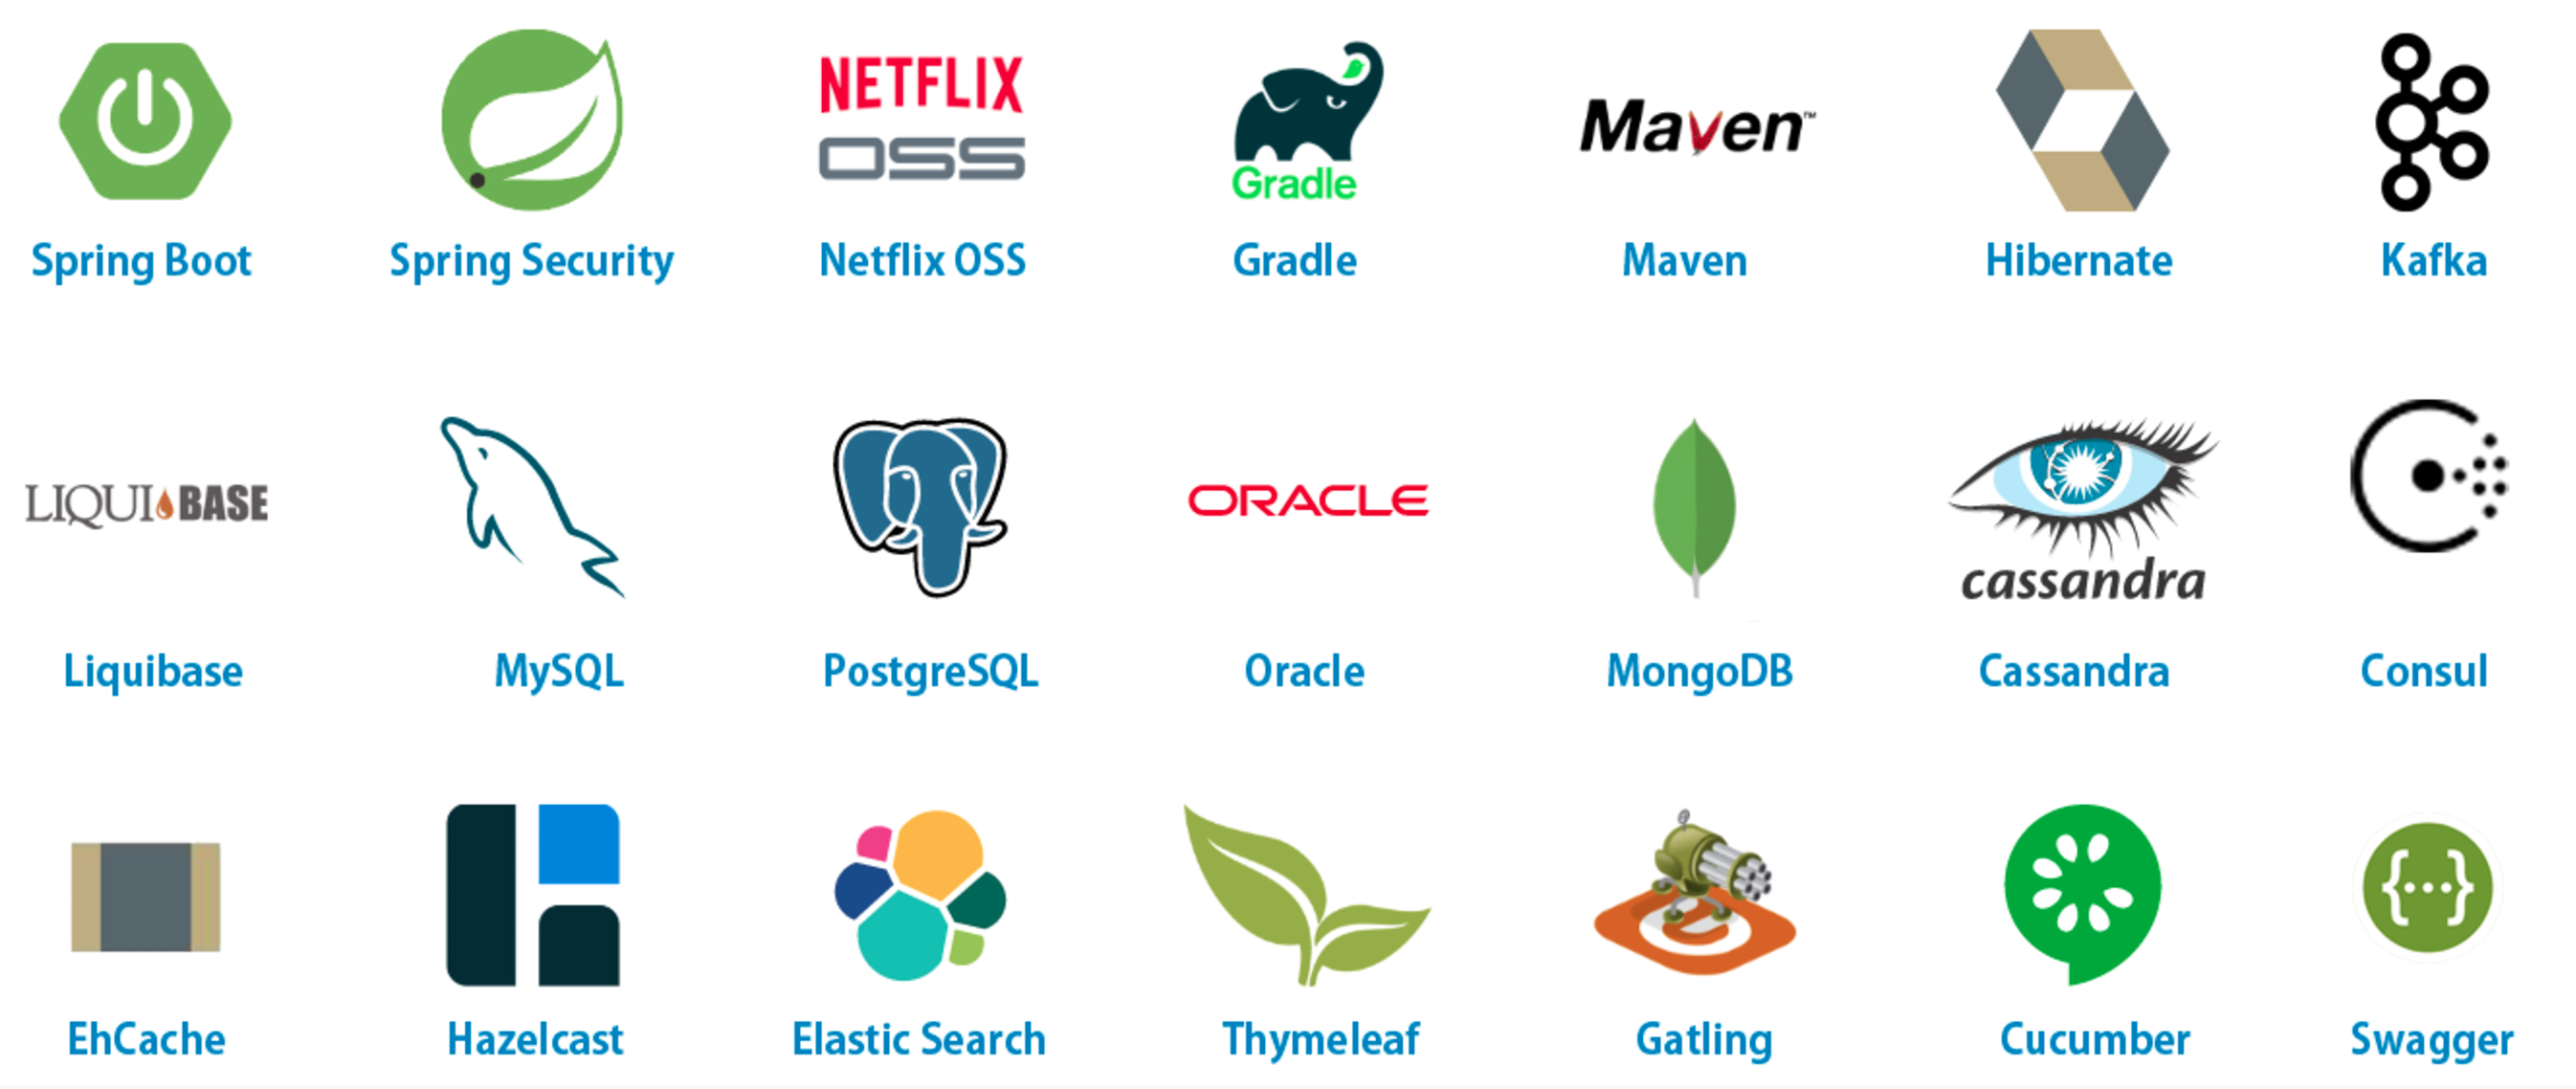 NETFLIX
OSS
Gradle
Maven™
Spring Boot
Spring Security
Netflix OSS
Gradle
Maven
Hibernate
Kafka
LIQUIBASE
ORACLE
cassandra
Liquibase
MySQL
PostgreSQL
Oracle
MongoDB
Cassandra
Consul
{···}
EhCache
Hazelcast
Elastic Search
Thymeleaf
Gatling
Cucumber
Swagger